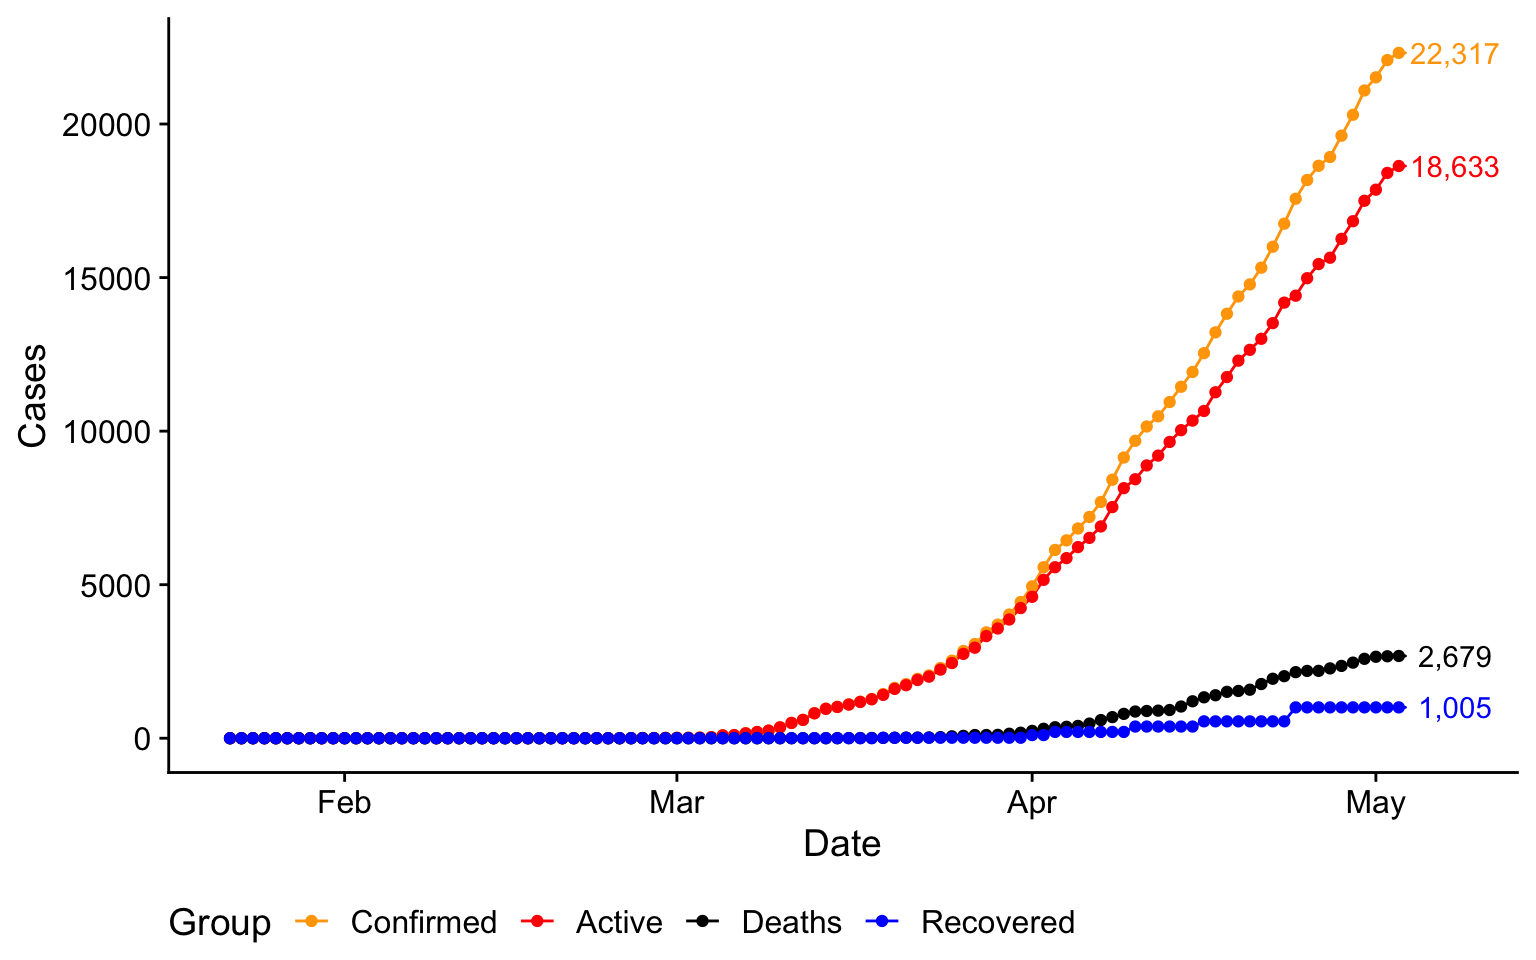 22,317
20000
18,633
15000
Cases
10000
5000
2,679
1,005
0
Feb Mar Apr May
Date
Group Confirmed Active Deaths Recovered